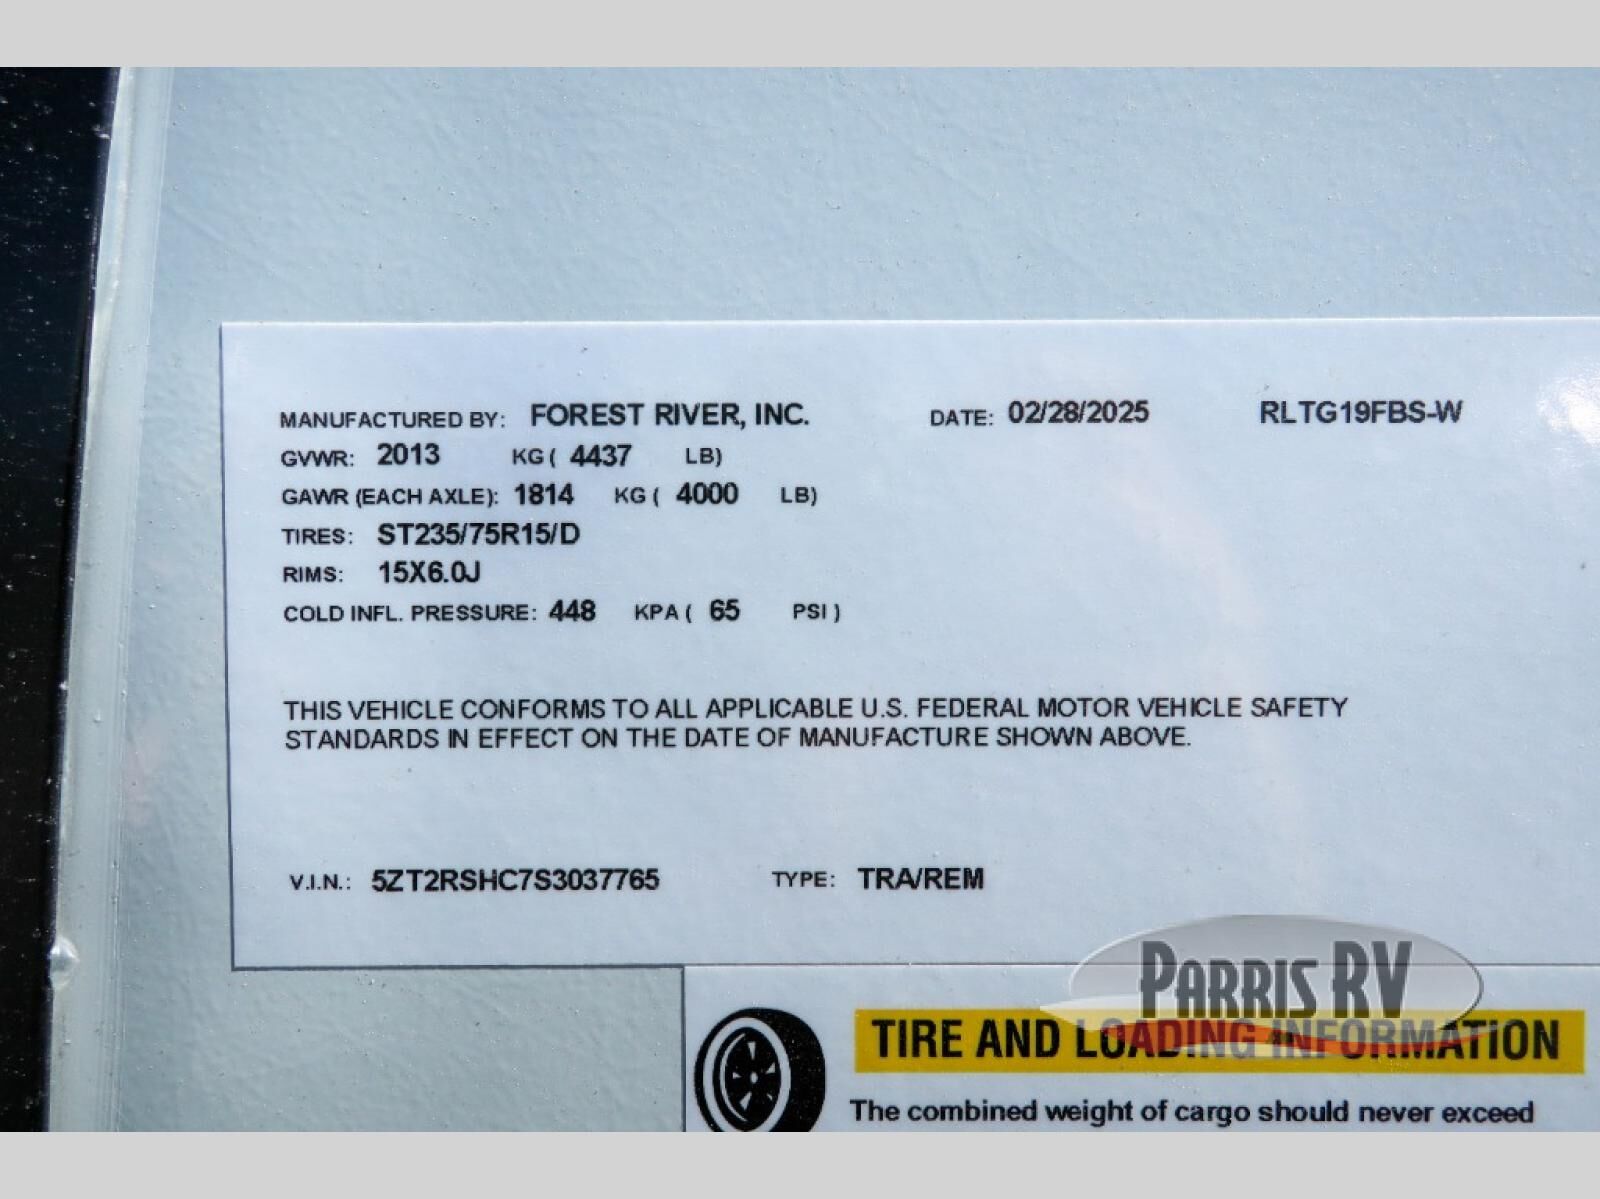 MANUFACTURED BY: FOREST RIVER, INC. DATE: 02/28/2025 RLTG19FBS-W
GVWR: 2013 KG ( 4437 LB)
GAWR (EACH AXLE): 1814 KG ( 4000 LB)
TIRES: ST235/75R15/D
RIMS: 15X6.0J
COLD INFL. PRESSURE: 448 KPA ( 65 PSI )
THIS VEHICLE CONFORMS TO ALL APPLICABLE U.S. FEDERAL MOTOR VEHICLE SAFETY
STANDARDS IN EFFECT ON THE DATE OF MANUFACTURE SHOWN ABOVE.
V.I.N.: 5ZT2RSHC7S3037765 TYPE: TRA/REM
PARRIS RV
TIRE AND LOADING INFORMATION
The combined weight of cargo should never exceed